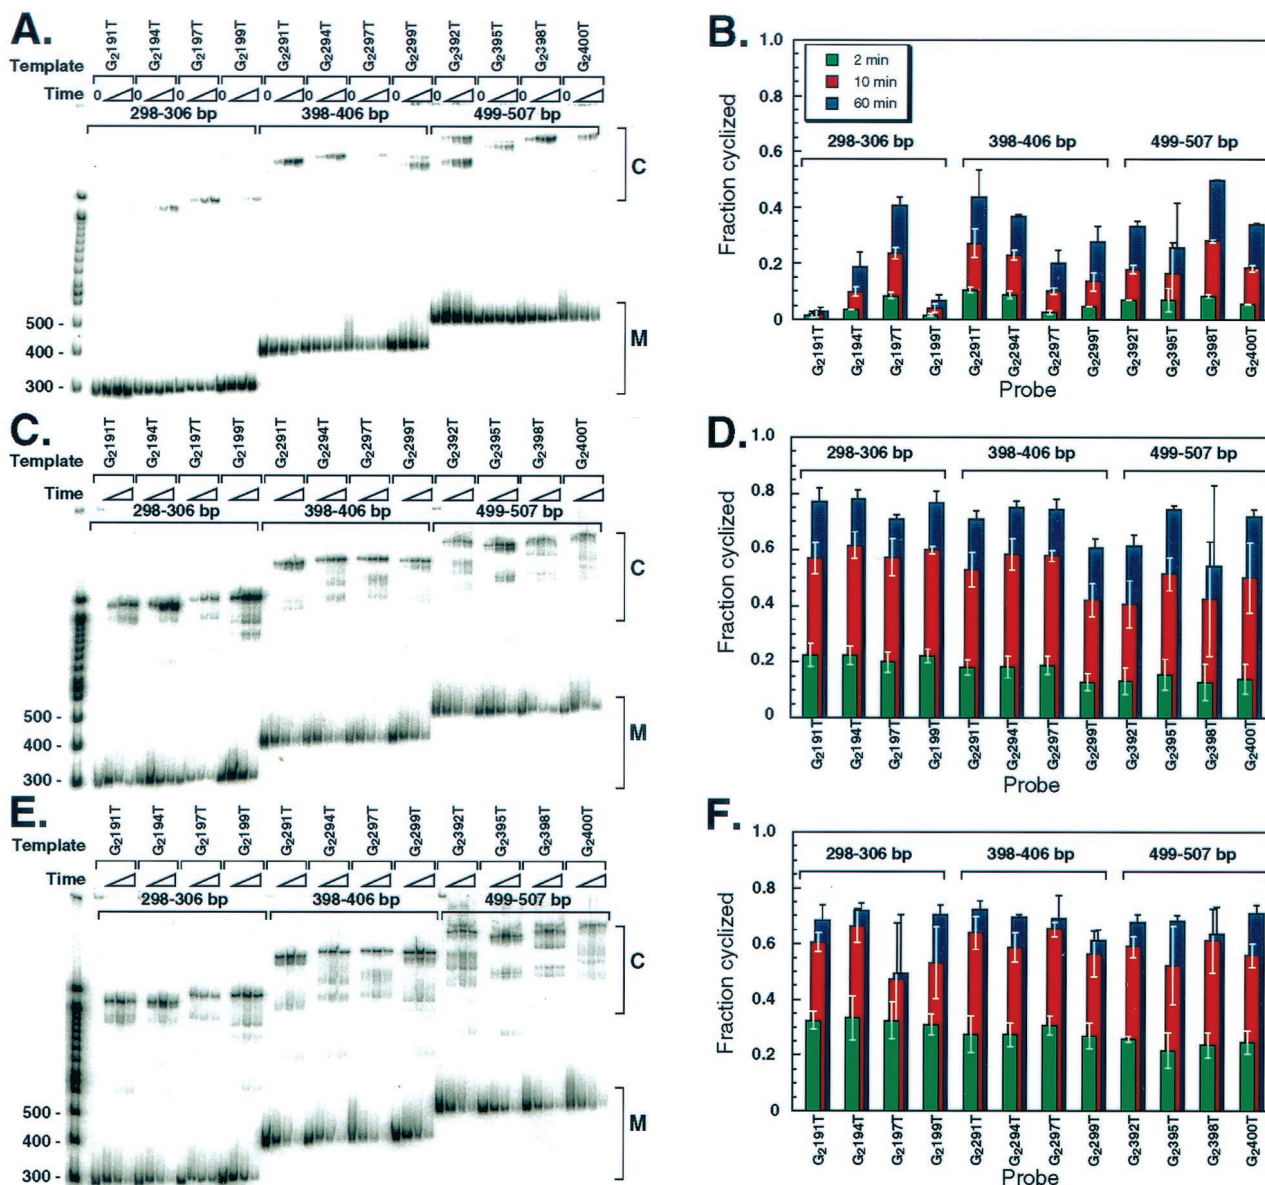 A.
Template
G2191T G2194T G2197T G2199T G2291T G2294T G2297T G2299T G2392T G2395T G2398T G2400T
Time 0 0 0 0 0 0 0 0 0 0 0 0
298-306 bp 398-406 bp 499-507 bp
C
500 -
400 -
300 -
M
B.
1.0
0.8
0.6
0.4
0.2
0
Fraction cyclized
2 min
10 min
60 min
298-306 bp 398-406 bp 499-507 bp
G2191T G2194T G2197T G2199T G2291T G2294T G2297T G2299T G2392T G2395T G2398T G2400T
Probe
C.
Template
G2191T G2194T G2197T G2199T G2291T G2294T G2297T G2299T G2392T G2395T G2398T G2400T
Time
298-306 bp 398-406 bp 499-507 bp
C
500 -
400 -
300 -
M
D.
1.0
0.8
0.6
0.4
0.2
0
Fraction cyclized
298-306 bp 398-406 bp 499-507 bp
G2191T G2194T G2197T G2199T G2291T G2294T G2297T G2299T G2392T G2395T G2398T G2400T
Probe
E.
Template
G2191T G2194T G2197T G2199T G2291T G2294T G2297T G2299T G2392T G2395T G2398T G2400T
Time
298-306 bp 398-406 bp 499-507 bp
C
500 -
400 -
300 -
M
F.
1.0
0.8
0.6
0.4
0.2
0
Fraction cyclized
298-306 bp 398-406 bp 499-507 bp
G2191T G2194T G2197T G2199T G2291T G2294T G2297T G2299T G2392T G2395T G2398T G2400T
Probe